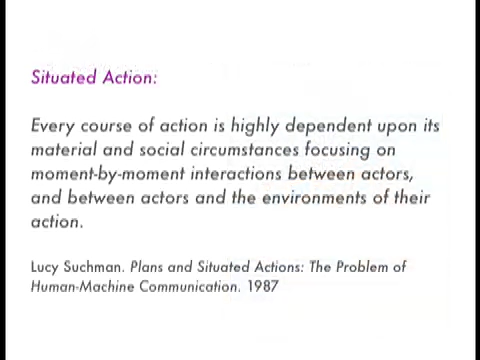 Situated Action:
Every course of action is highly dependent upon its
material and social circumstances focusing on
moment-by-moment interactions between actors,
and between actors and the environments of their
action.
Lucy Suchman. Plans and Situated Actions: The Problem of
Human-Machine Communication. 1987